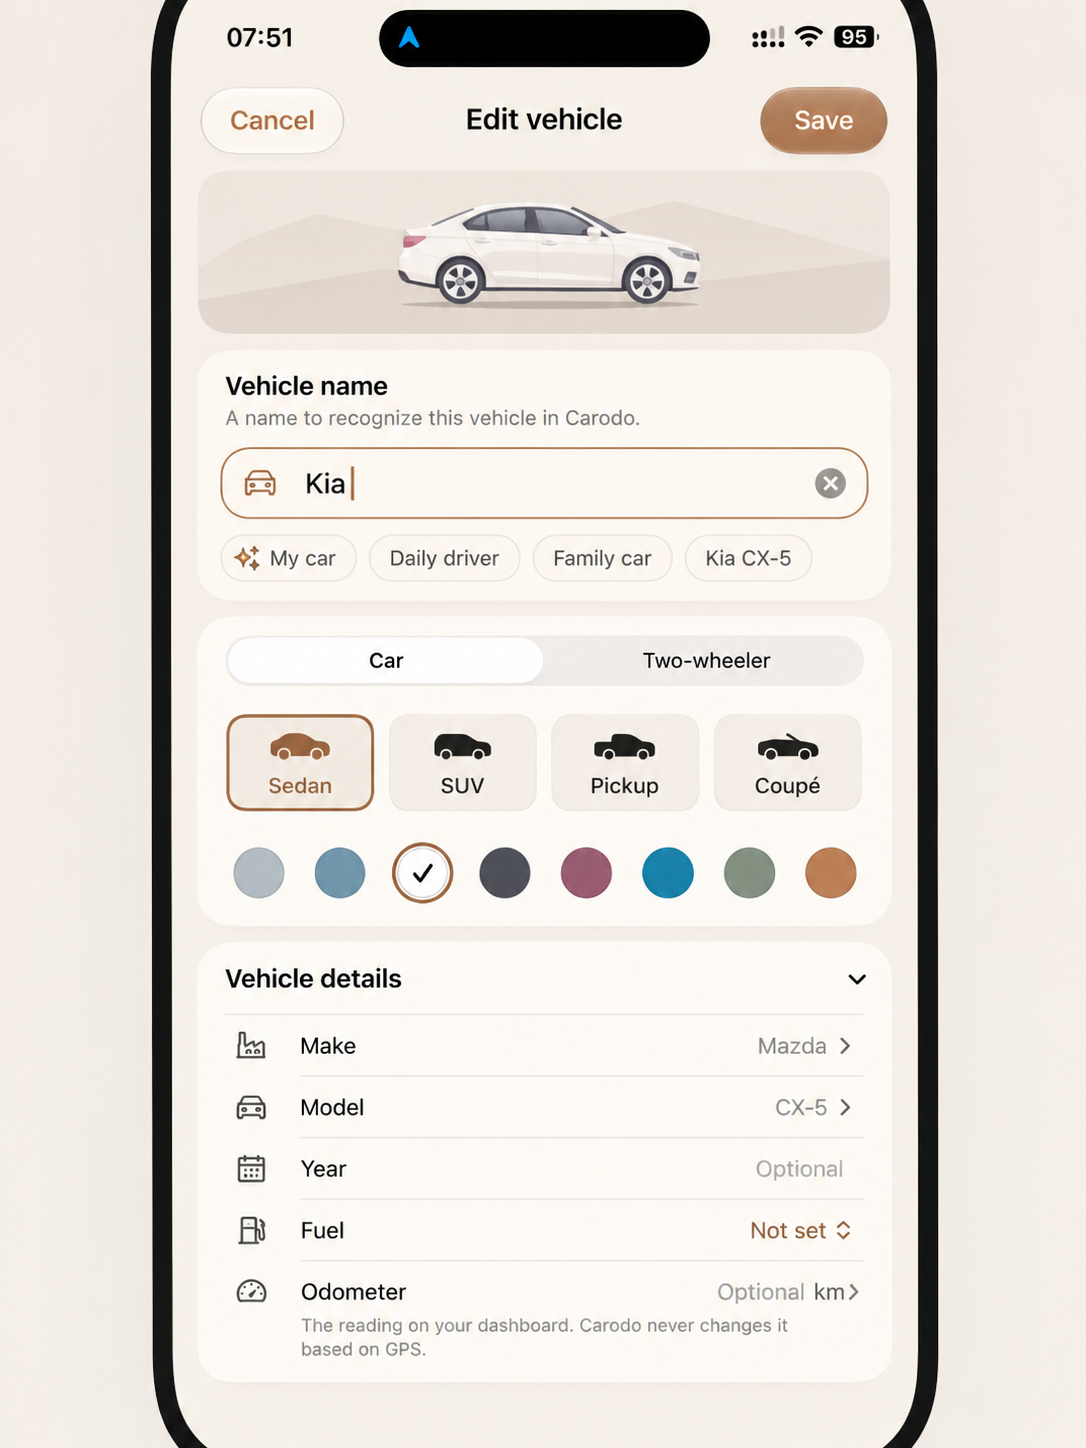 07:51
95
Cancel
Edit vehicle
Save
Vehicle name
A name to recognize this vehicle in Carodo.
Kia
My car
Daily driver
Family car
Kia CX-5
Car
Two-wheeler
Sedan
SUV
Pickup
Coupé
Vehicle details
Make
Mazda
Model
CX-5
Year
Optional
Fuel
Not set
Odometer
Optional km
The reading on your dashboard. Carodo never changes it
based on GPS.